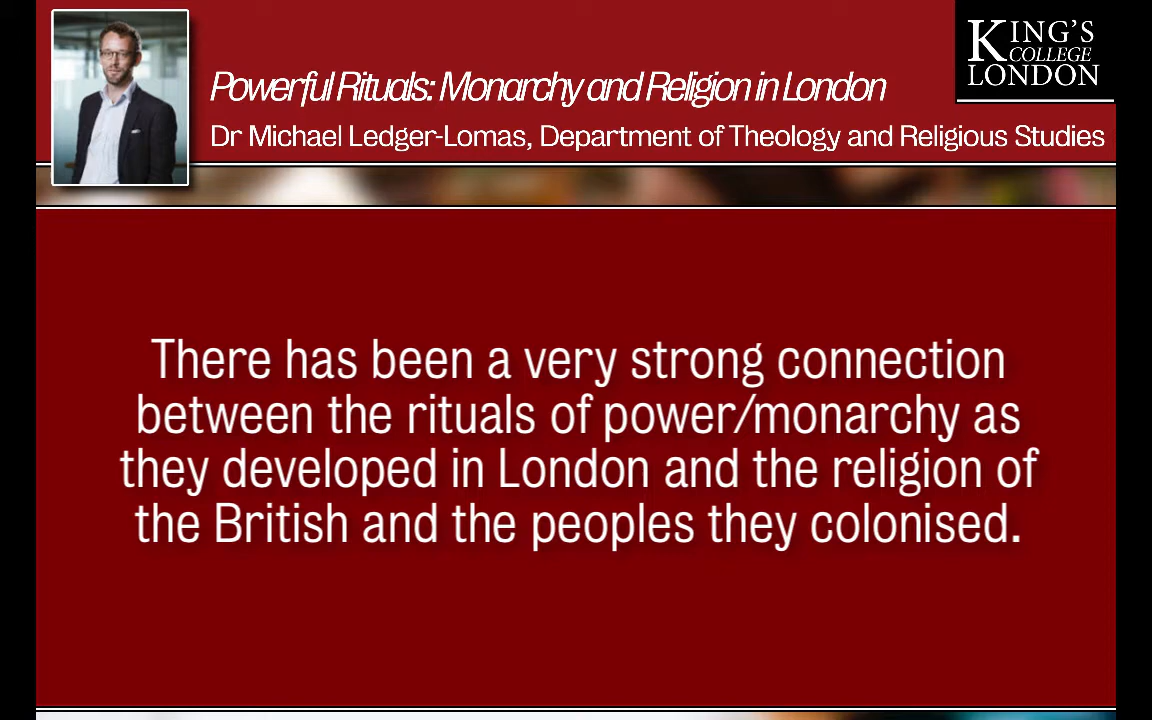 KING'S
COLLEGE
LONDON
Powerful Rituals: Monarchy and Religion in London
Dr Michael Ledger-Lomas, Department of Theology and Religious Studies
There has been a very strong connection
between the rituals of power/monarchy as
they developed in London and the religion of
the British and the peoples they colonised.